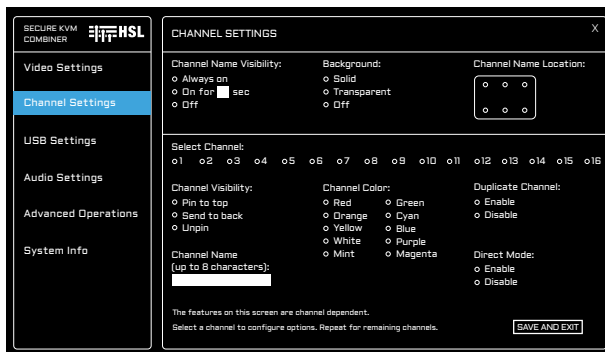 SECURE KVM
COMBINER
HSL
Video Settings
Channel Settings
USB Settings
Audio Settings
Advanced Operations
System Info
CHANNEL SETTINGS
X
Channel Name Visibility:
Always on
On for sec
Off
Background:
Solid
Transparent
Off
Channel Name Location:
Select Channel:
1 2 3 4 5 6 7 8 9 10 11 12 13 14 15 16
Channel Visibility:
Pin to top
Send to back
Unpin
Channel Name
(up to 8 characters):
Channel Color:
Red Green
Orange Cyan
Yellow Blue
White Purple
Mint Magenta
Duplicate Channel:
Enable
Disable
Direct Mode:
Enable
Disable
The features on this screen are channel dependent.
Select a channel to configure options. Repeat for remaining channels.
SAVE AND EXIT